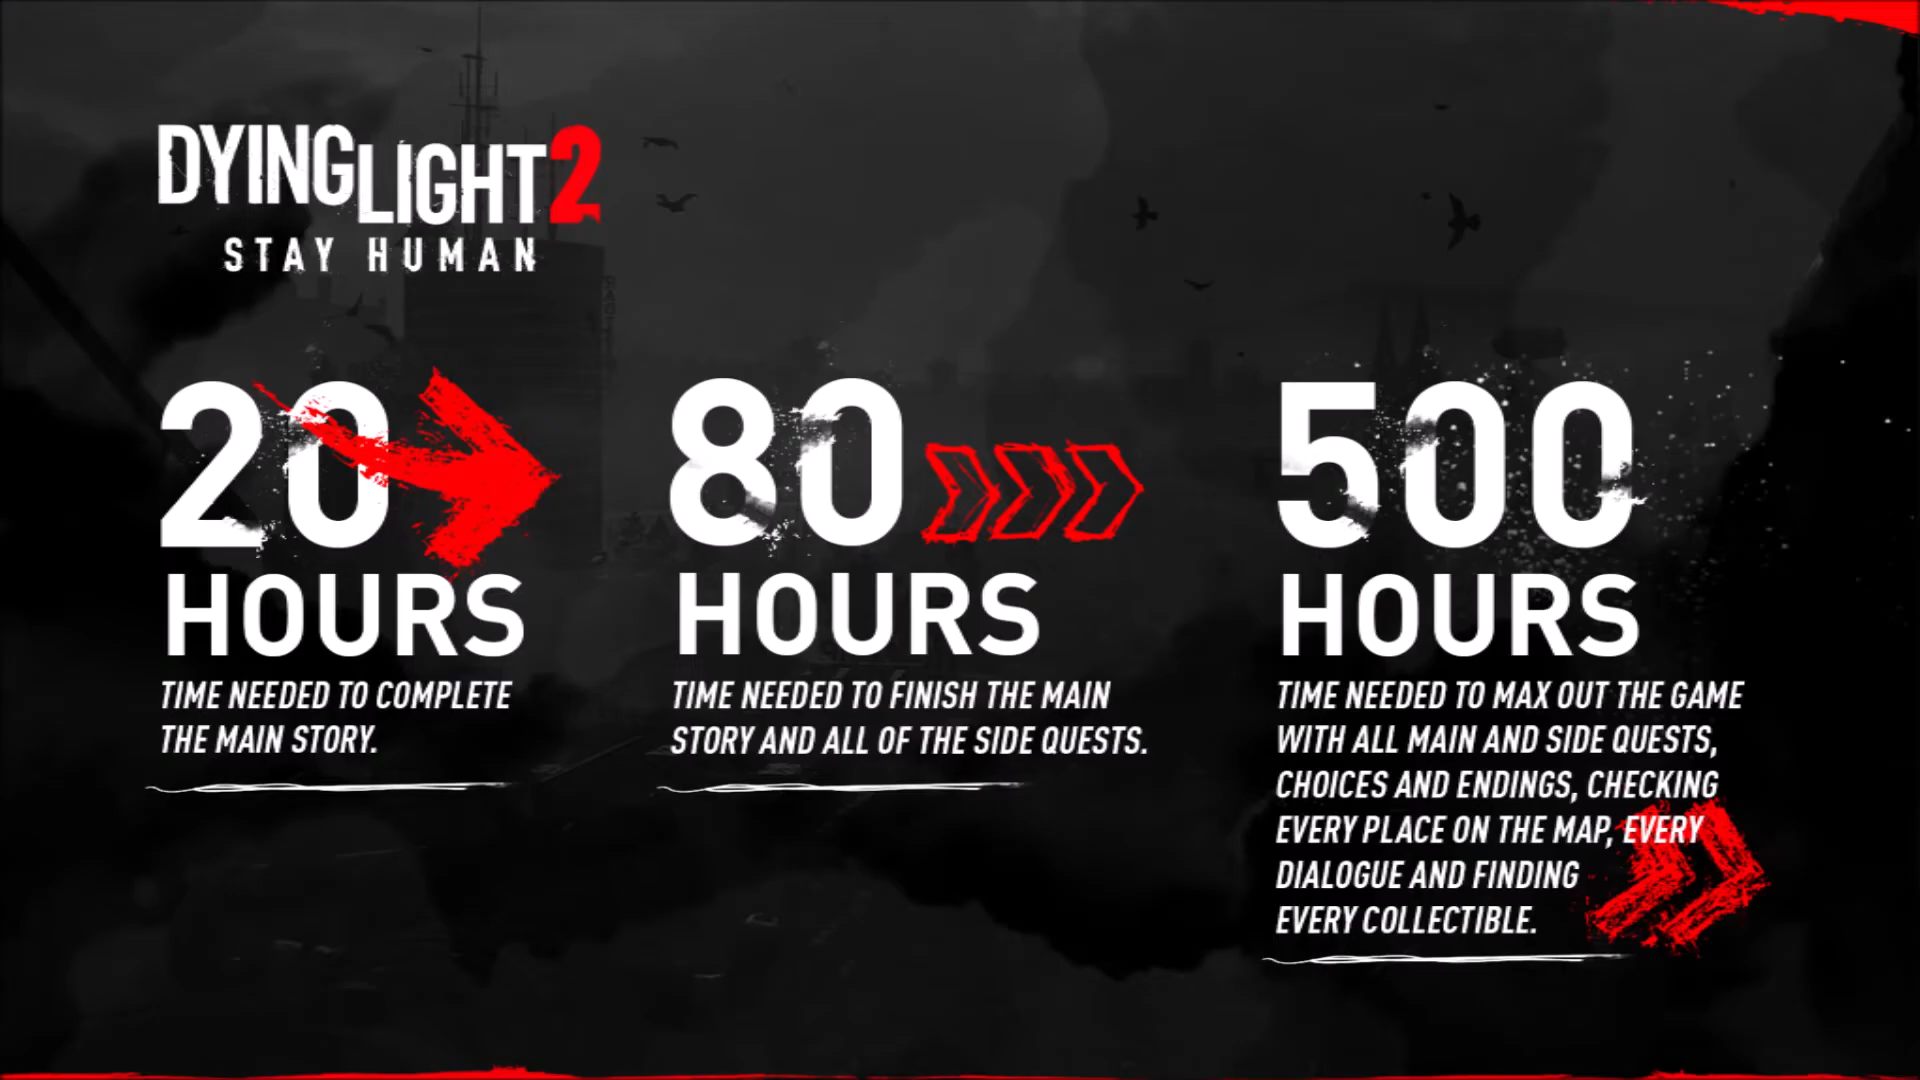 DYING LIGHT 2
STAY HUMAN
20
HOURS
TIME NEEDED TO COMPLETE
THE MAIN STORY.
80
HOURS
TIME NEEDED TO FINISH THE MAIN
STORY AND ALL OF THE SIDE QUESTS.
500
HOURS
TIME NEEDED TO MAX OUT THE GAME
WITH ALL MAIN AND SIDE QUESTS,
CHOICES AND ENDINGS, CHECKING
EVERY PLACE ON THE MAP, EVERY
DIALOGUE AND FINDING
EVERY COLLECTIBLE.